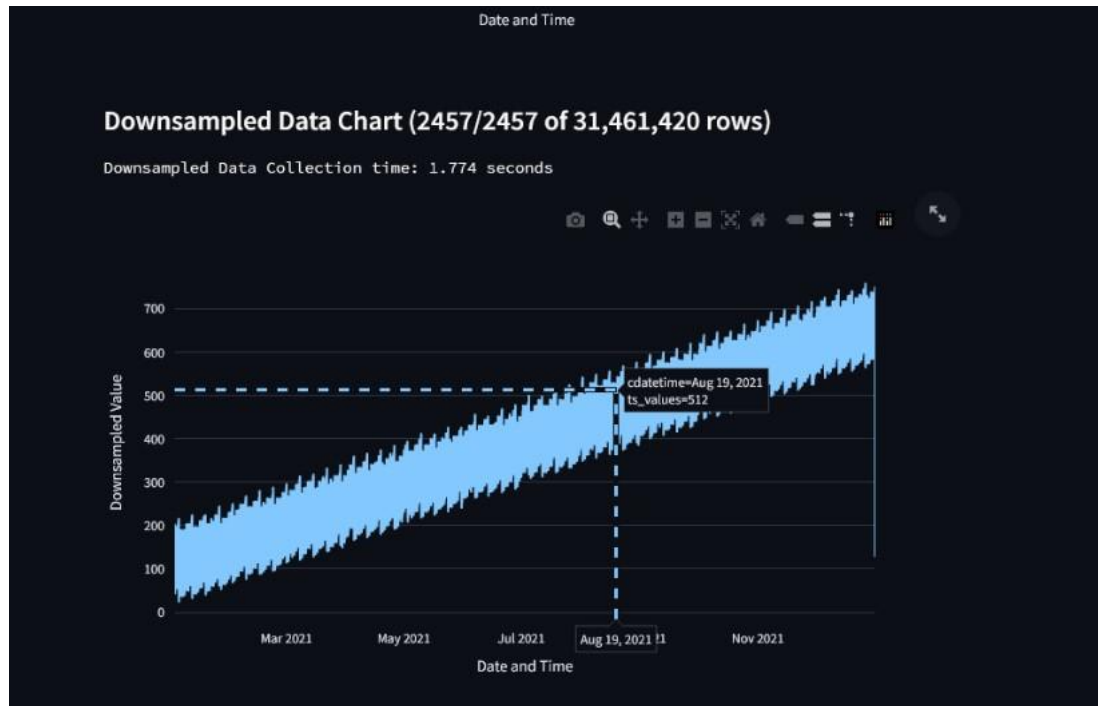 Date and Time
Downsampled Data Chart (2457/2457 of 31,461,420 rows)
Downsampled Data Collection time: 1.774 seconds
700
600
cdatetime=Aug 19, 2021
500
ts_values=512
400
300
200
100
0
Downsampled Value
Mar 2021 May 2021 Jul 2021 Aug 19, 2021 21 Nov 2021
Date and Time